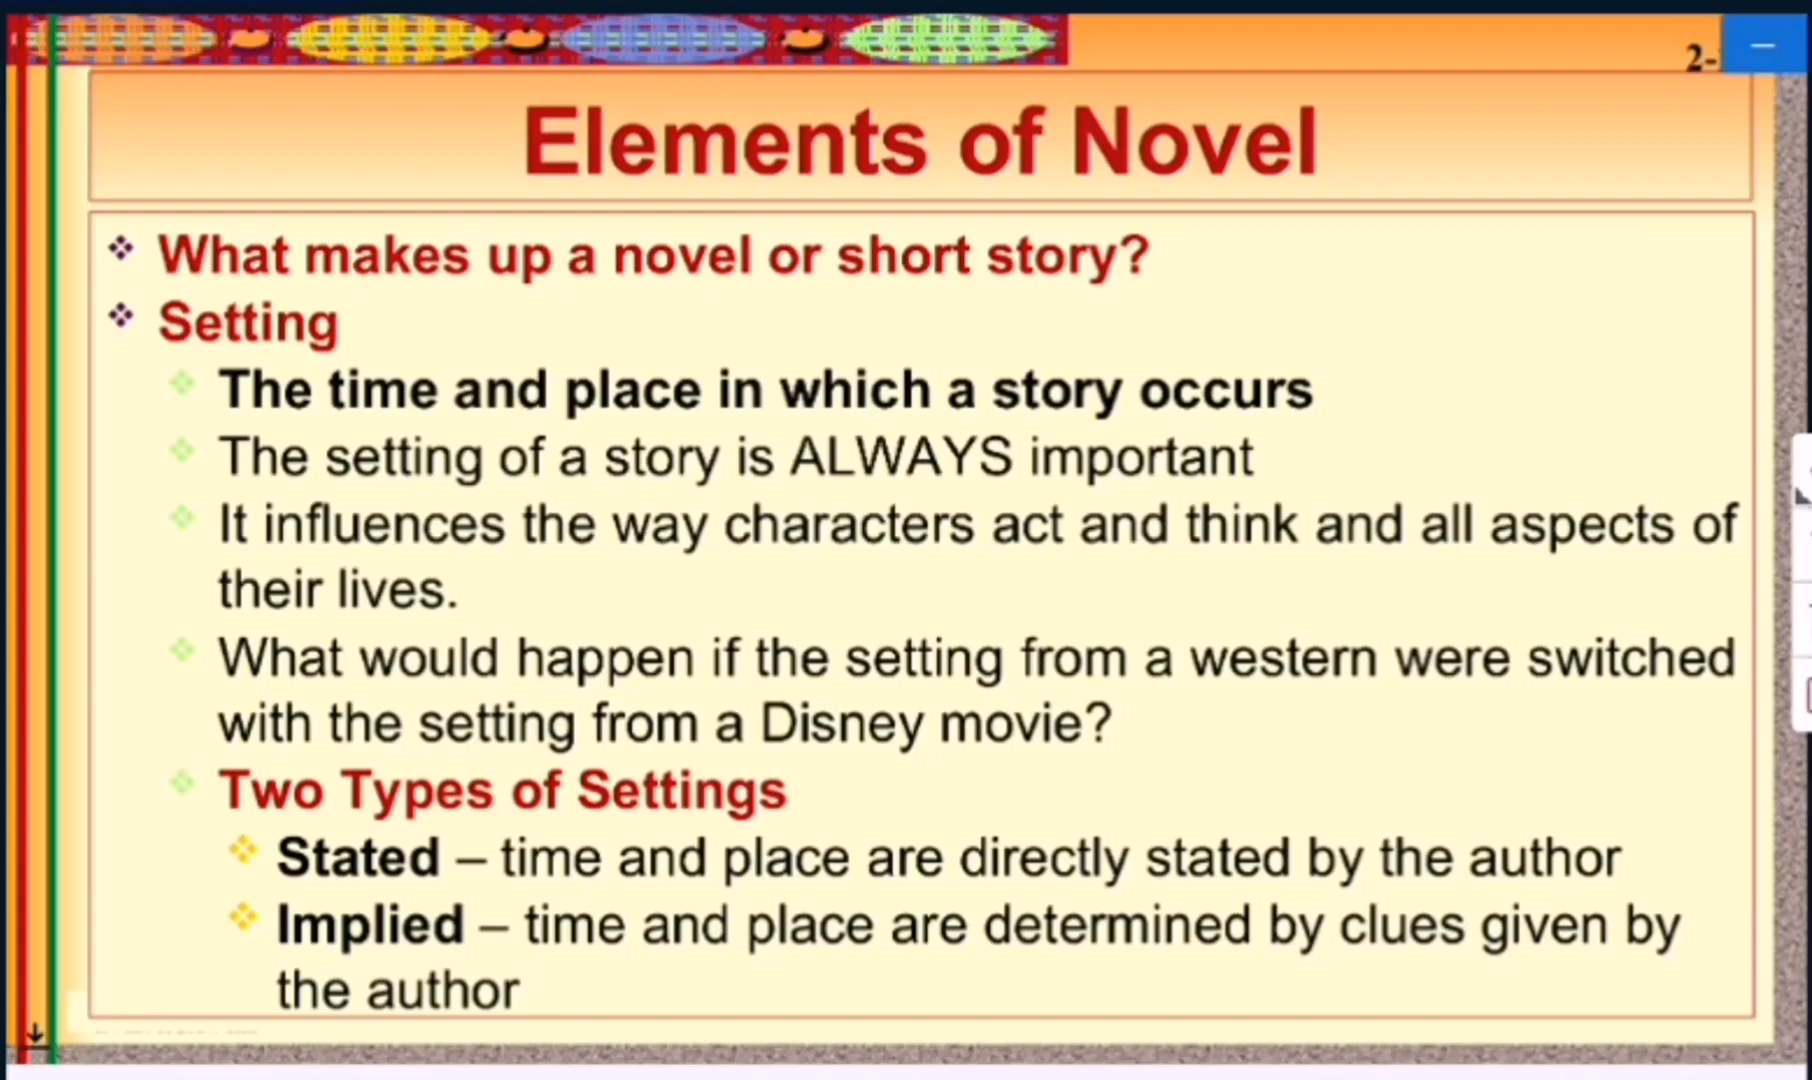 2-
Elements of Novel
What makes up a novel or short story?
Setting
The time and place in which a story occurs
The setting of a story is ALWAYS important
It influences the way characters act and think and all aspects of
their lives.
What would happen if the setting from a western were switched
with the setting from a Disney movie?
Two Types of Settings
Stated – time and place are directly stated by the author
Implied – time and place are determined by clues given by
the author